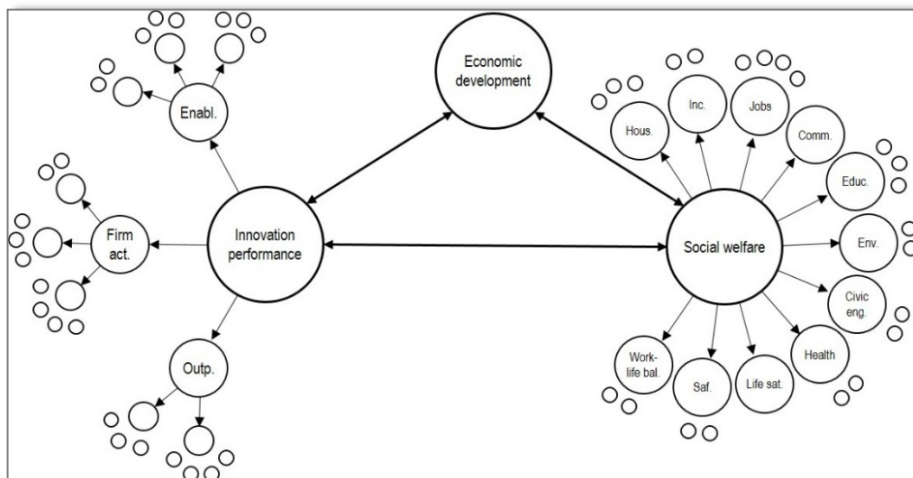 Economic
development
Enabl.
Hous.
Inc.
Jobs
Comm.
Educ.
Firm
act.
Innovation
performance
Social welfare
Env.
Civic
eng.
Outp.
Work-
life bal.
Saf.
Life sat.
Health